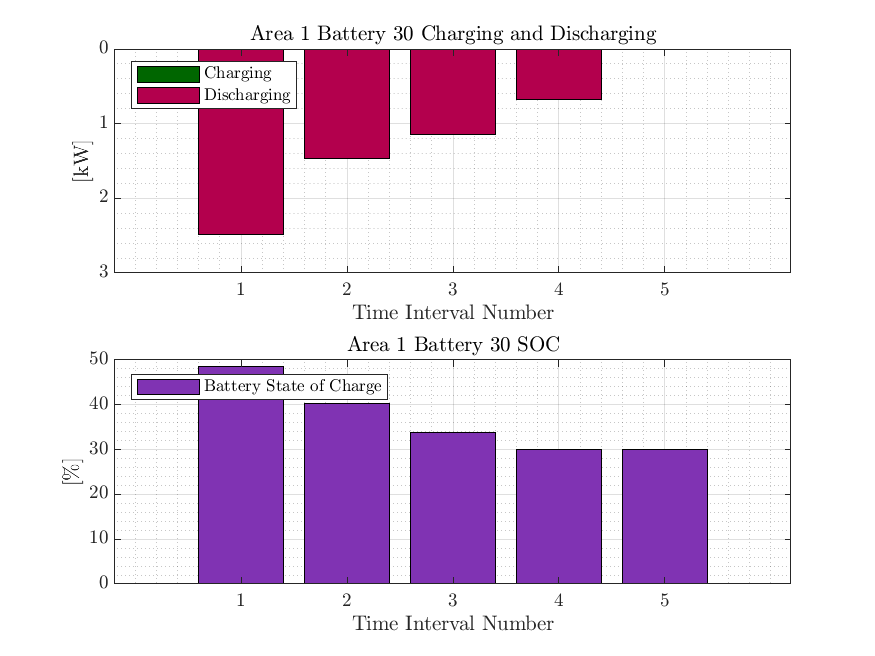 Area 1 Battery 30 Charging and Discharging
0
Charging
Discharging
1
[kW]
2
3
1 2 3 4 5
Time Interval Number
Area 1 Battery 30 SOC
50
Battery State of Charge
40
30
[%]
20
10
0
1 2 3 4 5
Time Interval Number